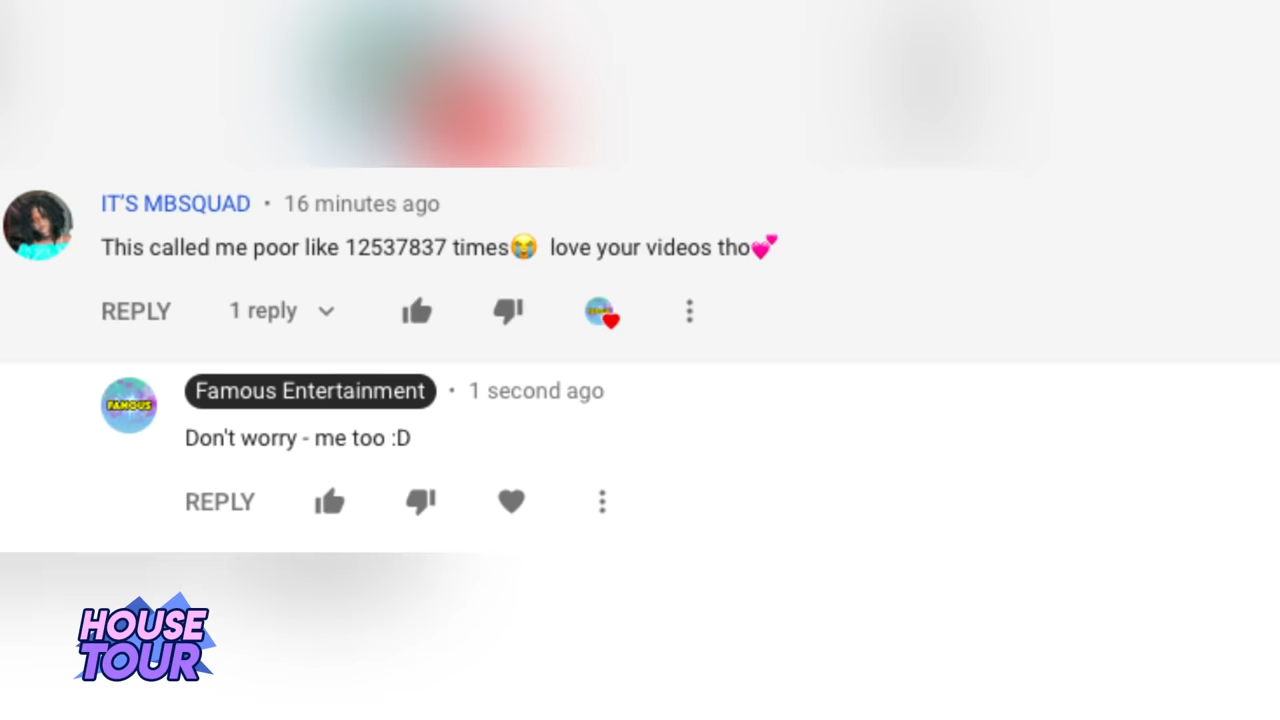 IT'S MBSQUAD • 16 minutes ago
This called me poor like 12537837 times😭 love your videos tho💕
REPLY 1 reply
FAMOUS Famous Entertainment • 1 second ago
Don't worry - me too :D
REPLY
HOUSE
TOUR